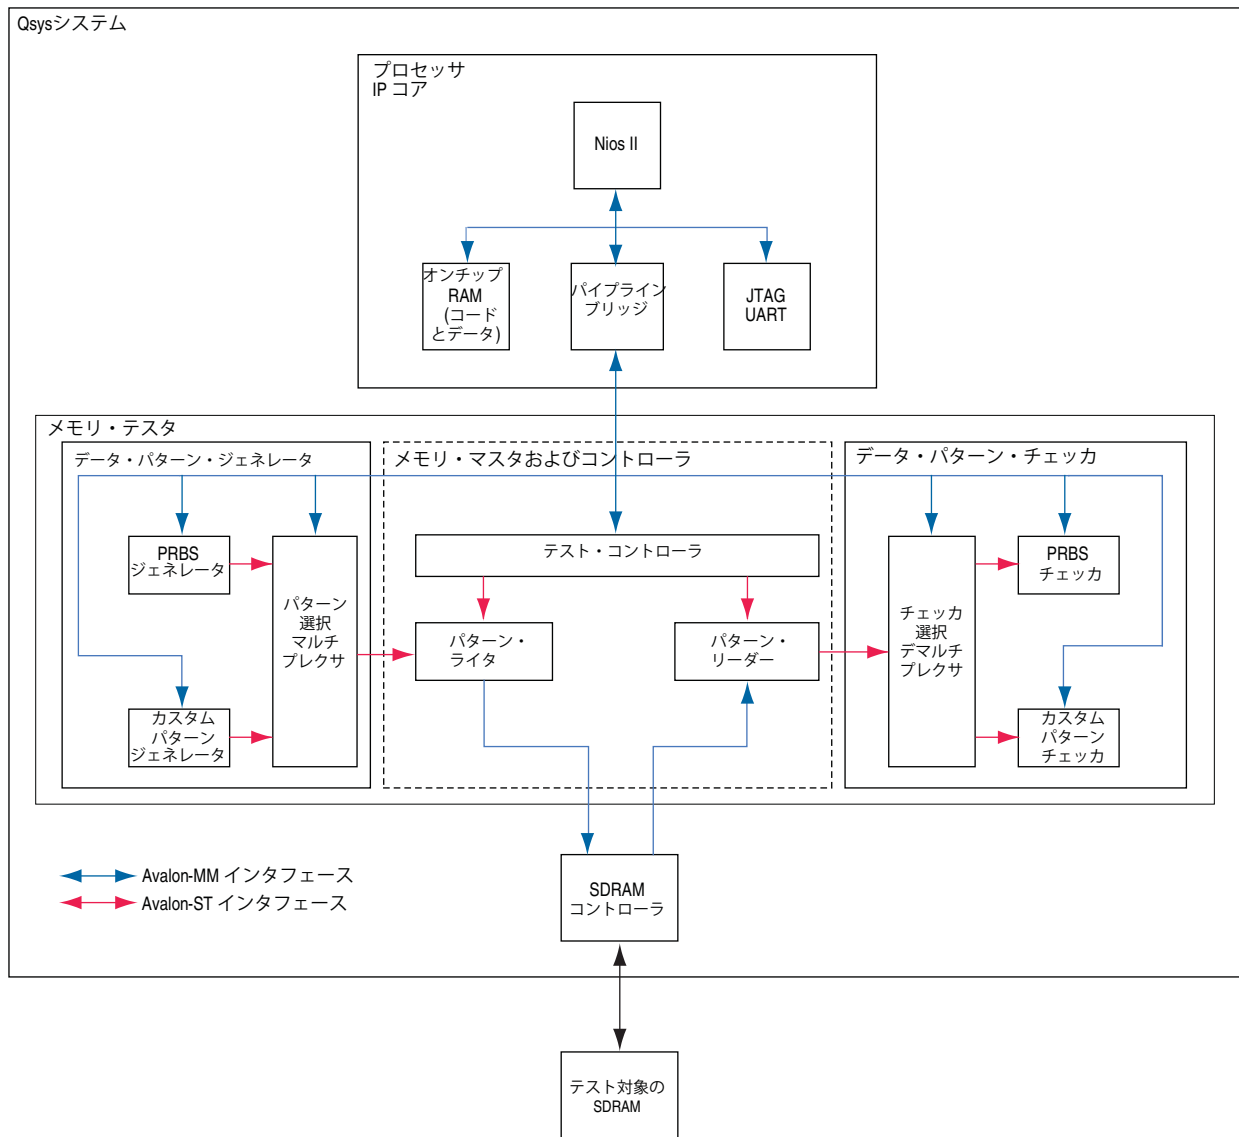 Qsysシステム
プロセッサ
IP コア
Nios II
オンチップ
RAM
(コード
とデータ)
パイプライン
ブリッジ
JTAG
UART
メモリ・テスタ
データ・パターン・ジェネレータ
メモリ・マスタおよびコントローラ
データ・パターン・チェッカ
PRBS
ジェネレータ
パターン
選択
マルチ
プレクサ
カスタム
パターン
ジェネレータ
テスト・コントローラ
パターン・
ライタ
パターン・
リーダー
チェッカ
選択
デマルチ
プレクサ
PRBS
チェッカ
カスタム
パターン
チェッカ
Avalon-MM インタフェース
Avalon-ST インタフェース
SDRAM
コントローラ
テスト対象の
SDRAM